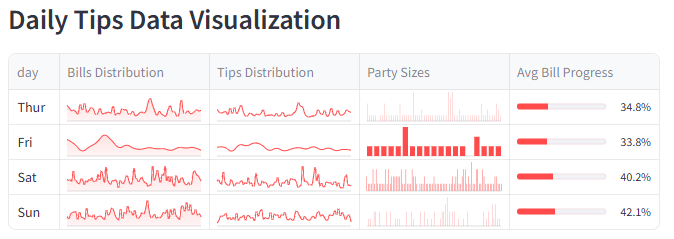 Daily Tips Data Visualization
day Bills Distribution Tips Distribution Party Sizes Avg Bill Progress
Thur 34.8%
Fri 33.8%
Sat 40.2%
Sun 42.1%